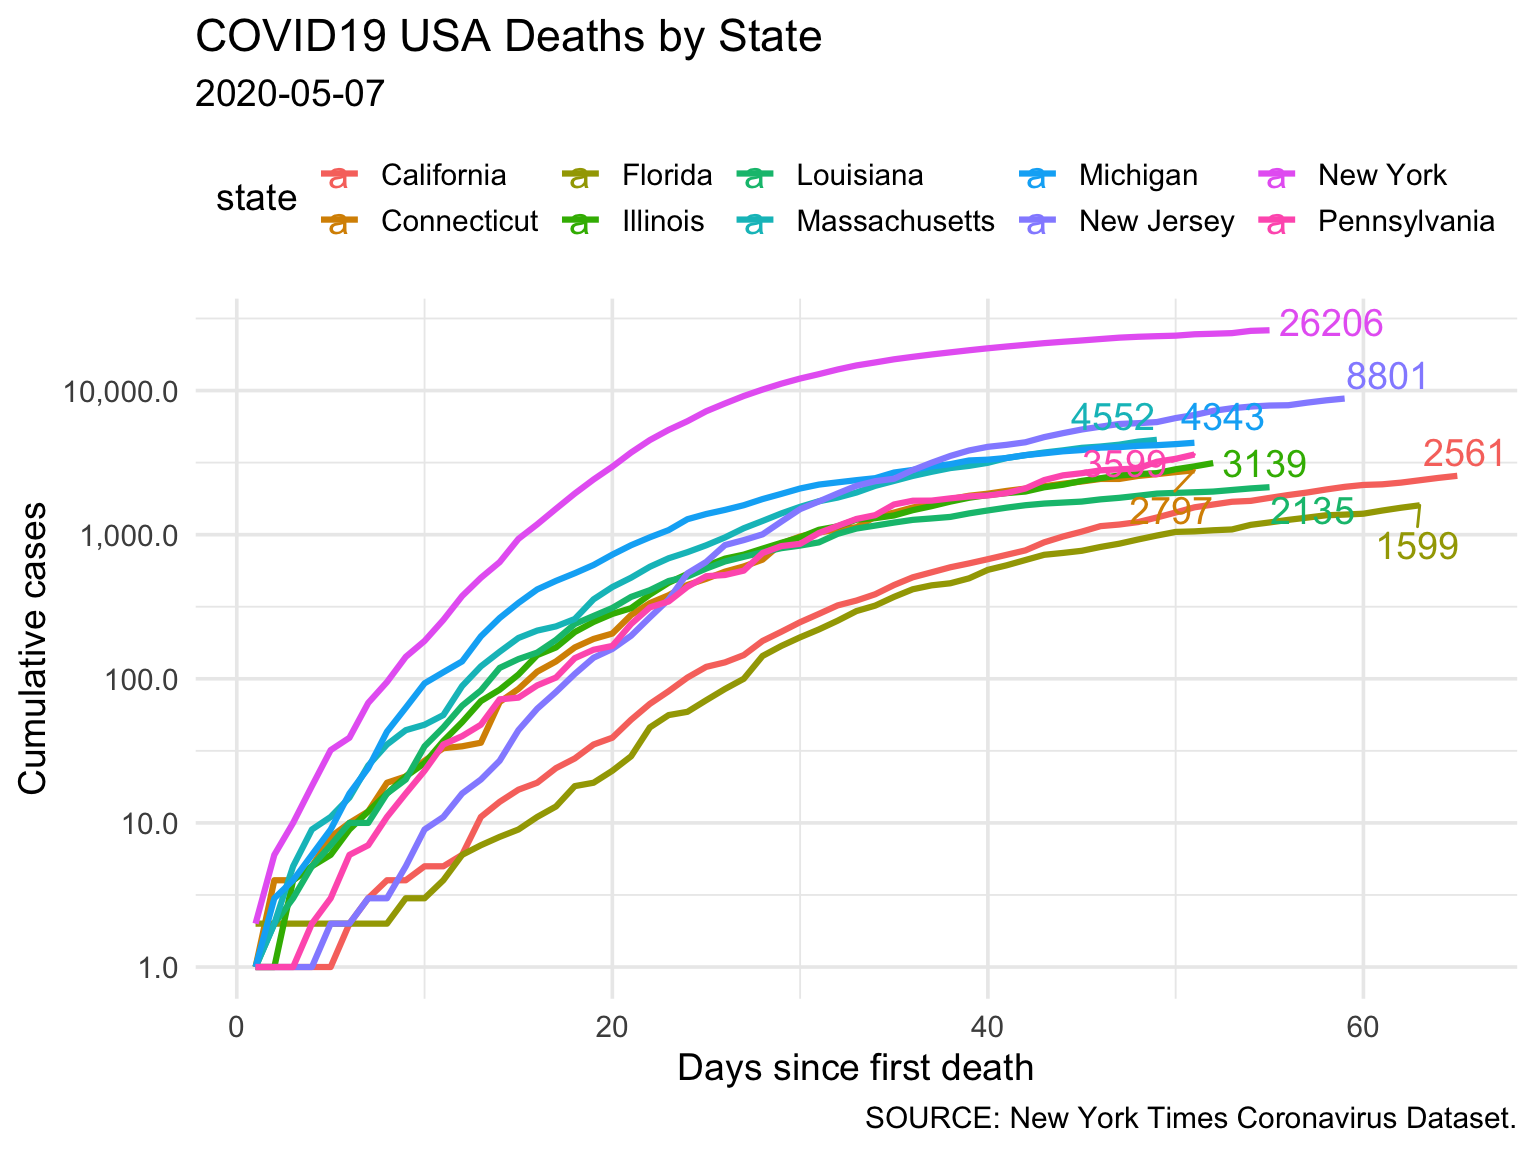 COVID19 USA Deaths by State
2020-05-07
state
a California a Florida a Louisiana a Michigan a New York
a Connecticut a Illinois a Massachusetts a New Jersey a Pennsylvania
26206
8801
4552 4343
2561
3599 3139
2797 2135
1599
Cumulative cases
10,000.0
1,000.0
100.0
10.0
1.0
0 20 40 60
Days since first death
SOURCE: New York Times Coronavirus Dataset.